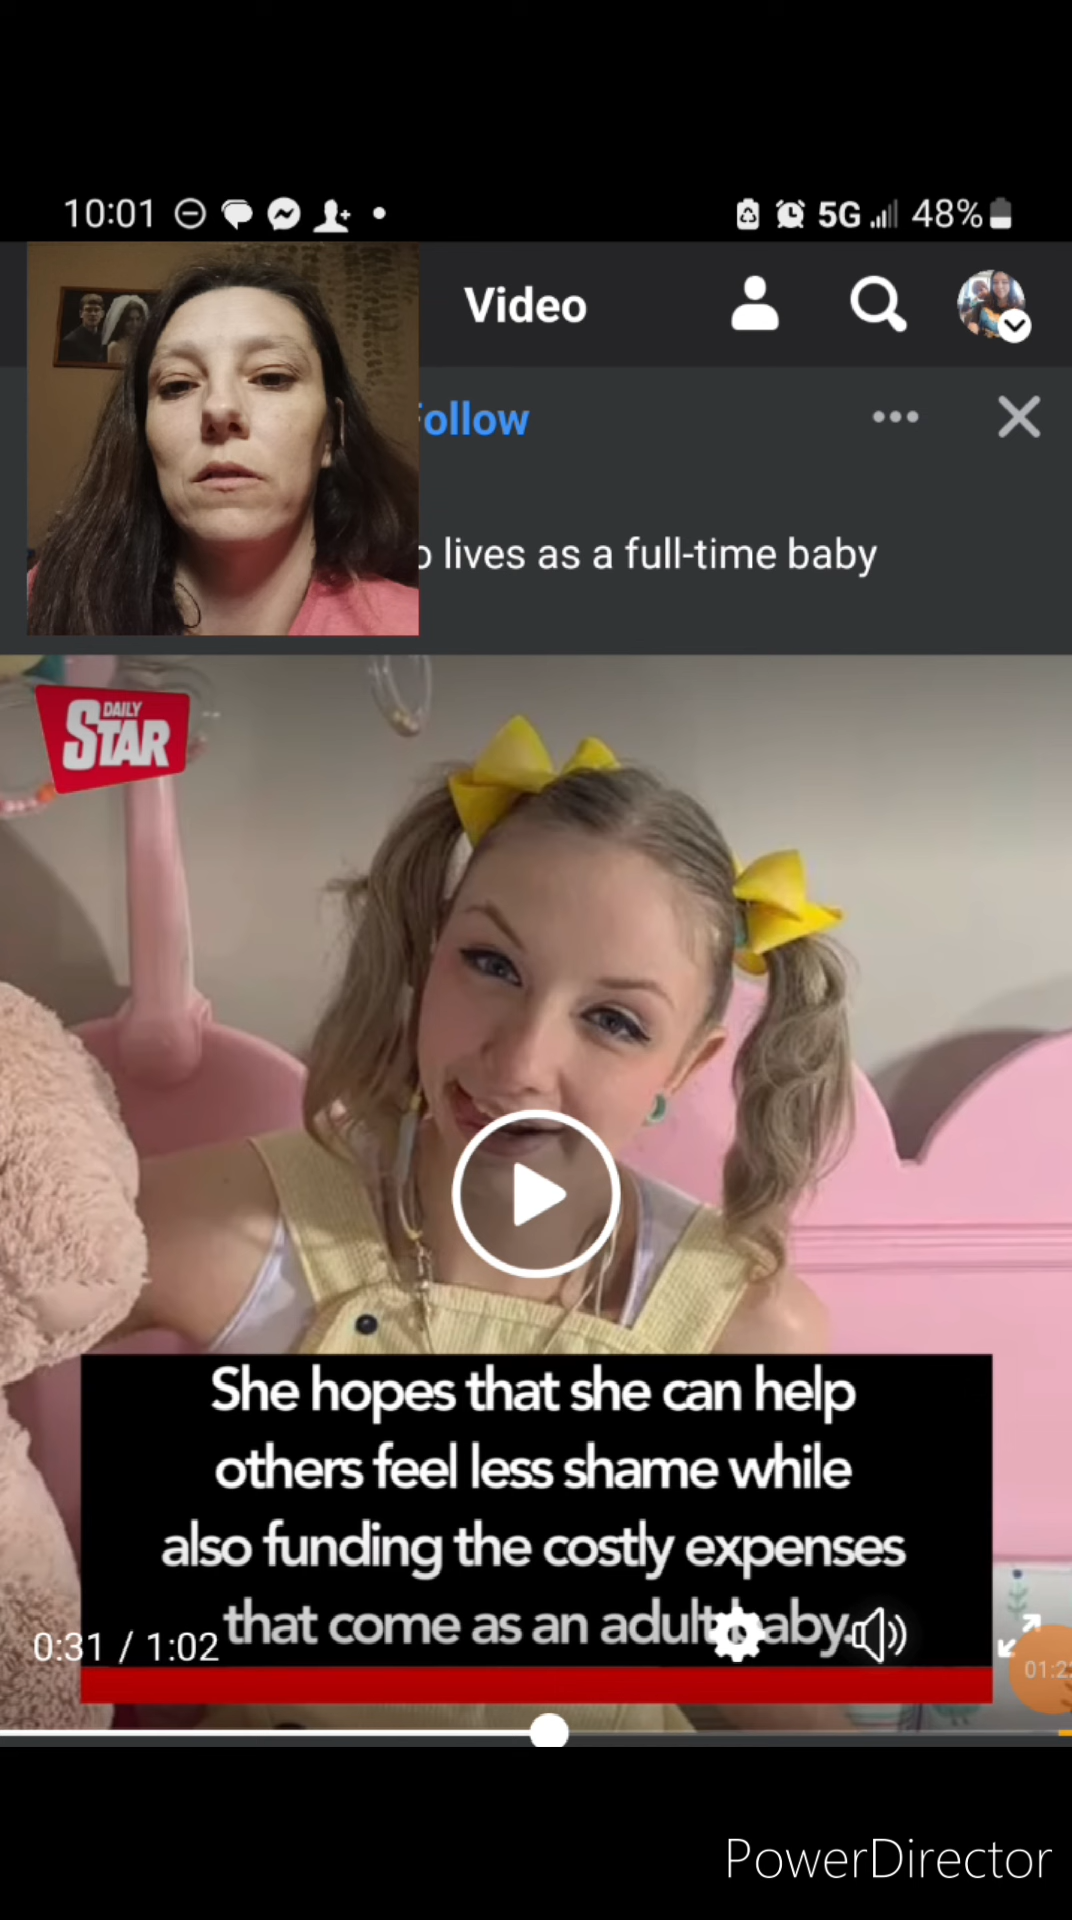 10:01
5G 48%
Video
Follow
lives as a full-time baby
DAILY
STAR
She hopes that she can help
others feel less shame while
also funding the costly expenses
that come as an adult baby.
0:31 / 1:02
PowerDirector